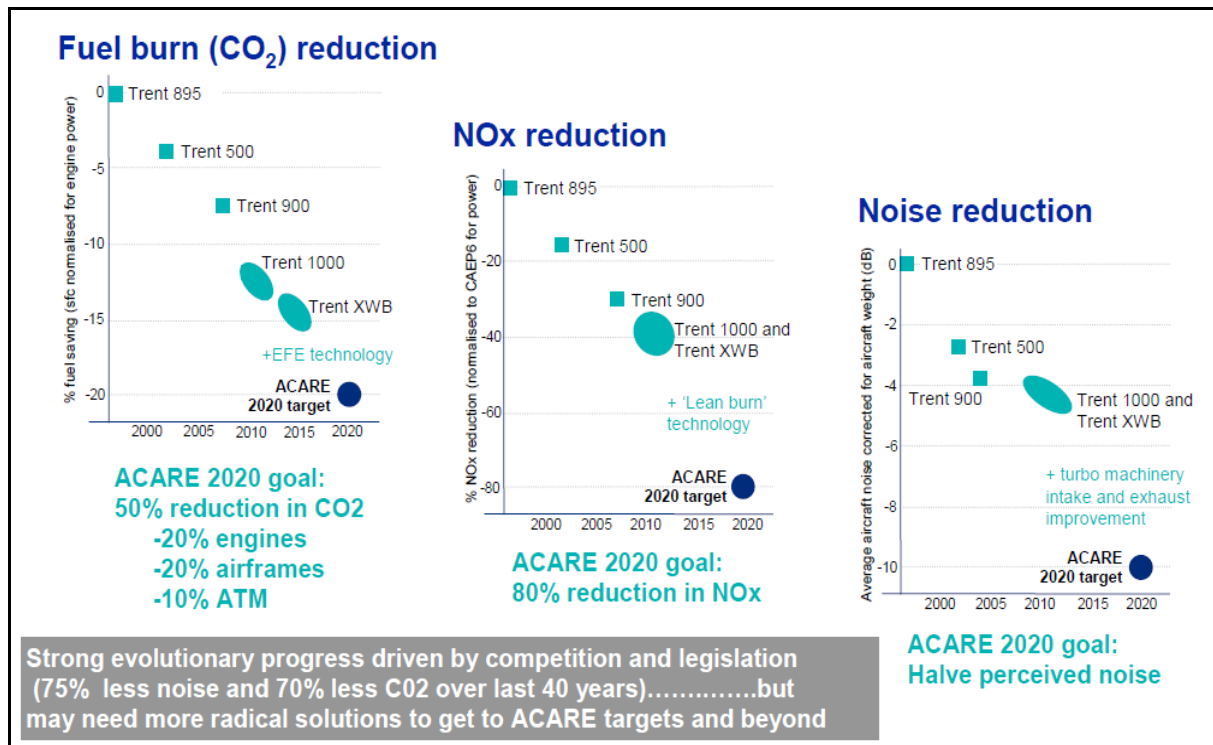 Fuel burn (CO2) reduction
% fuel saving (sfc normalised for engine power)
0
-5
-10
-15
-20
Trent 895
Trent 500
Trent 900
Trent 1000
Trent XWB
+EFE technology
ACARE
2020 target
2000 2005 2010 2015 2020
ACARE 2020 goal:
50% reduction in CO2
-20% engines
-20% airframes
-10% ATM
NOx reduction
% NOx reduction (normalised to CAEP6 for power)
0
-20
-40
-60
-80
Trent 895
Trent 500
Trent 900
Trent 1000 and
Trent XWB
+ 'Lean burn'
technology
ACARE
2020 target
2000 2005 2010 2015 2020
ACARE 2020 goal:
80% reduction in NOx
Noise reduction
Average aircraft noise corrected for aircraft weight (dB)
0
-2
-4
-6
-8
-10
Trent 895
Trent 500
Trent 900
Trent 1000 and
Trent XWB
+ turbo machinery
intake and exhaust
improvement
ACARE
2020 target
2000 2005 2010 2015 2020
ACARE 2020 goal:
Halve perceived noise
Strong evolutionary progress driven by competition and legislation
(75% less noise and 70% less C02 over last 40 years)..............but
may need more radical solutions to get to ACARE targets and beyond